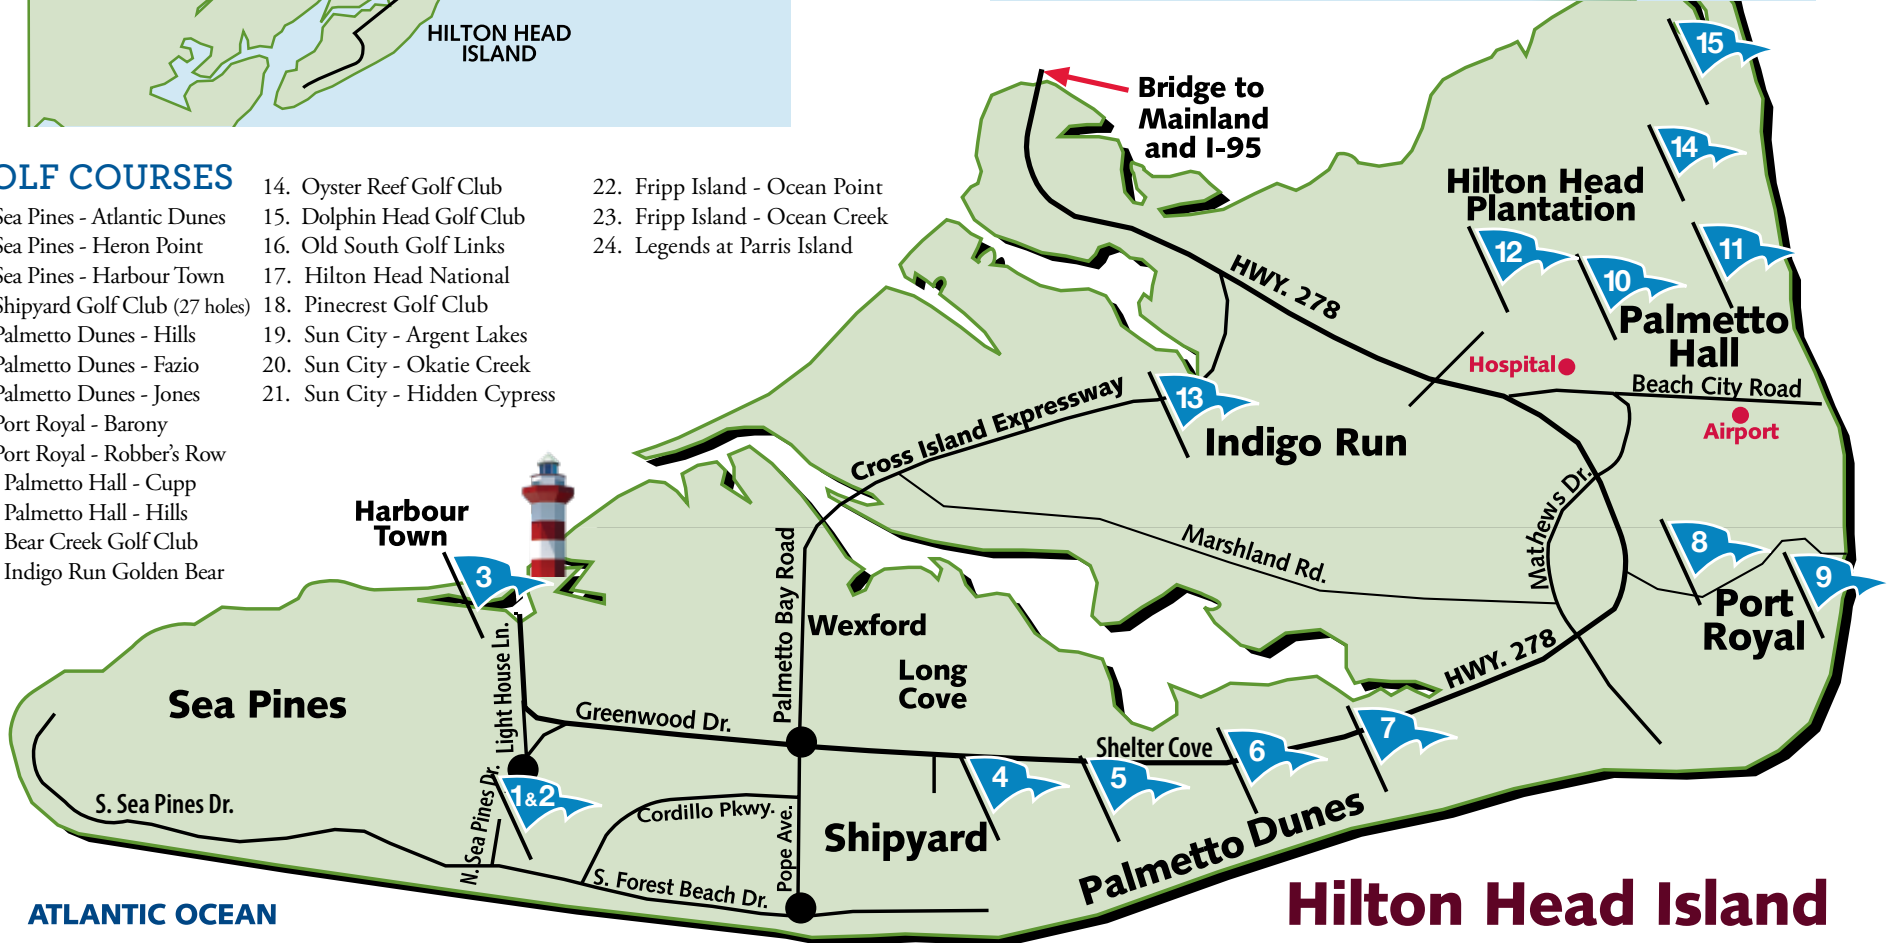 HILTON HEAD
ISLAND
OLF COURSES
Sea Pines - Atlantic Dunes
Sea Pines - Heron Point
Sea Pines - Harbour Town
Shipyard Golf Club (27 holes)
Palmetto Dunes - Hills
Palmetto Dunes - Fazio
Palmetto Dunes - Jones
Port Royal - Barony
Port Royal - Robber's Row
Palmetto Hall - Cupp
Palmetto Hall - Hills
Bear Creek Golf Club
Indigo Run Golden Bear
14. Oyster Reef Golf Club
15. Dolphin Head Golf Club
16. Old South Golf Links
17. Hilton Head National
18. Pinecrest Golf Club
19. Sun City - Argent Lakes
20. Sun City - Okatie Creek
21. Sun City - Hidden Cypress
22. Fripp Island - Ocean Point
23. Fripp Island - Ocean Creek
24. Legends at Parris Island
Bridge to
Mainland
and I-95
15
14
Hilton Head
Plantation
12
10
11
Palmetto
Hall
HWY. 278
Hospital
Beach City Road
Airport
13
Cross Island Expressway
Indigo Run
Mathews Dr.
Marshland Rd.
8
9
Port
Royal
HWY. 278
Harbour
Town
3
Palmetto Bay Road
Wexford
Long
Cove
Light House Ln.
Sea Pines
Greenwood Dr.
Shelter Cove
7
6
5
4
1&2
S. Sea Pines Dr.
N. Sea Pines Dr.
Cordillo Pkwy.
Pope Ave.
Shipyard
Palmetto Dunes
S. Forest Beach Dr.
ATLANTIC OCEAN
Hilton Head Island